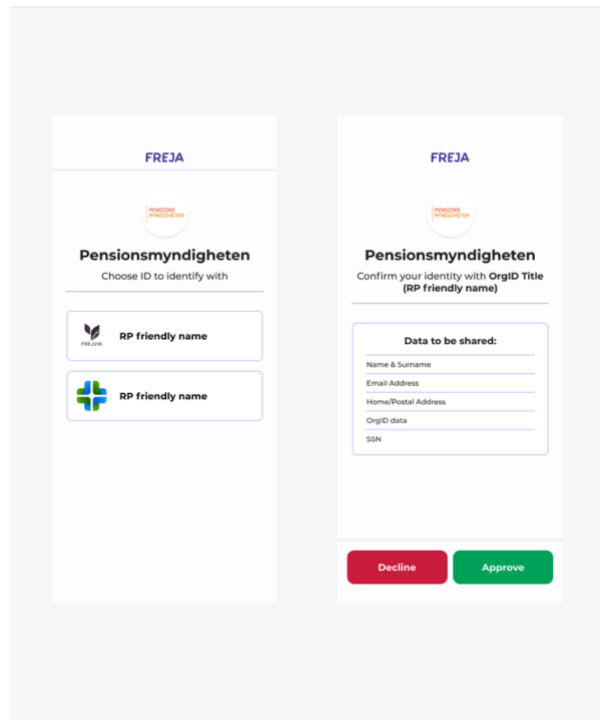 FREJA
PENSIONS
MYNDIGHETEN
Pensionsmyndigheten
Choose ID to identify with
FREJVIK
RP friendly name
RP friendly name
FREJA
PENSIONS
MYNDIGHETEN
Pensionsmyndigheten
Confirm your identity with OrgID Title
(RP friendly name)
Data to be shared:
Name & Surname
Email Address
Home/Postal Address
OrgID data
SSN
Decline
Approve